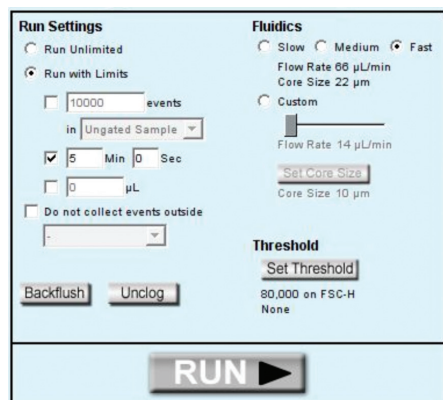 Run Settings
Run Unlimited
Run with Limits
10000 events
in Ungated Sample
5 Min 0 Sec
0 µL
Do not collect events outside
-
Backflush Unclog
Fluidics
Slow Medium Fast
Flow Rate 66 µL/min
Core Size 22 µm
Custom
Flow Rate 14 µL/min
Set Core Size
Core Size 10 µm
Threshold
Set Threshold
80,000 on FSC-H
None
RUN